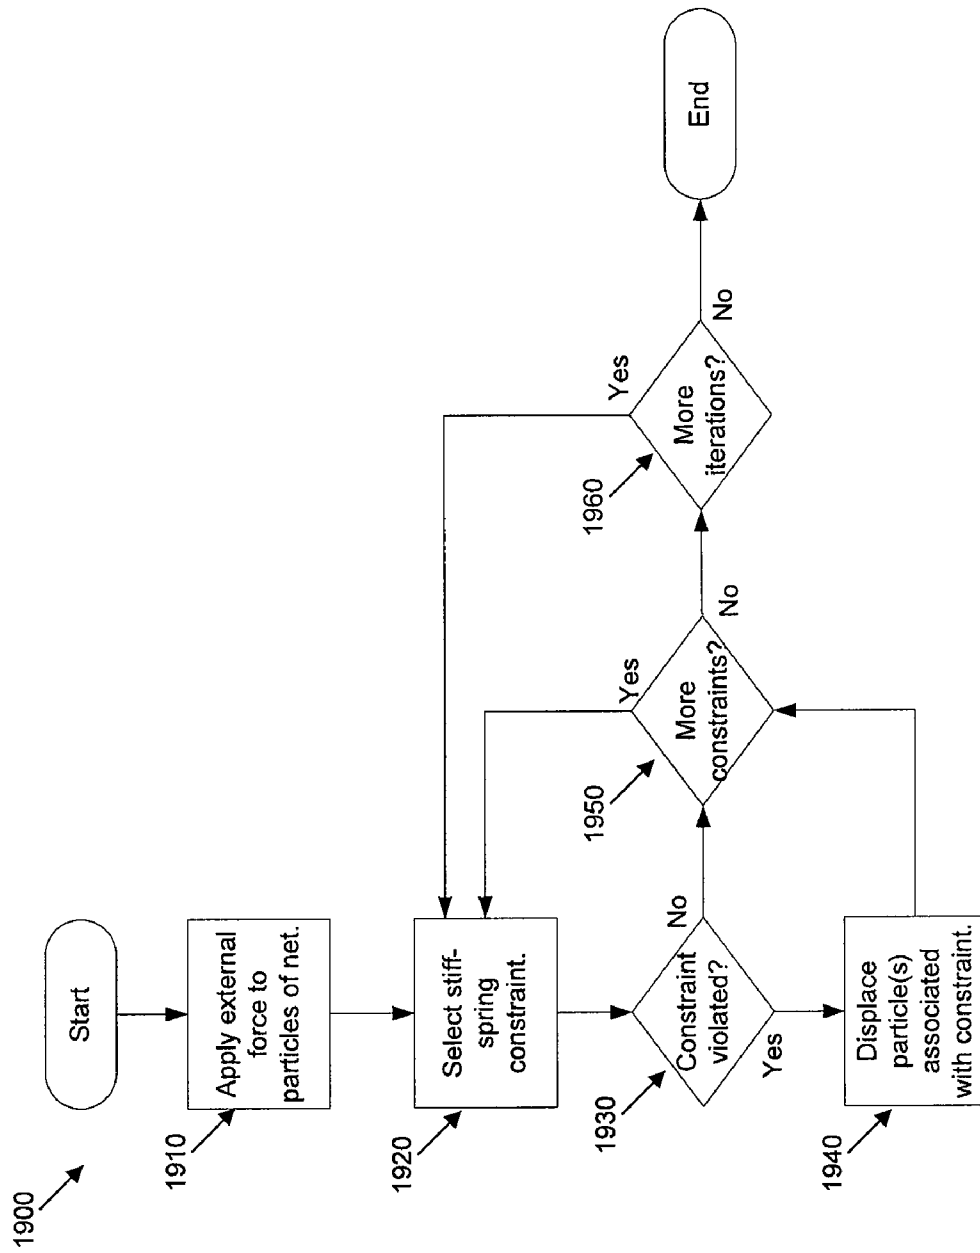 1900
Start
1910
Apply external
force to
particles of net.
1920
Select stiff-
spring
constraint.
1930
Constraint
violated?
No
Yes
1940
Displace
particle(s)
associated
with constraint.
1950
More
constraints?
Yes
No
1960
More
iterations?
Yes
No
End